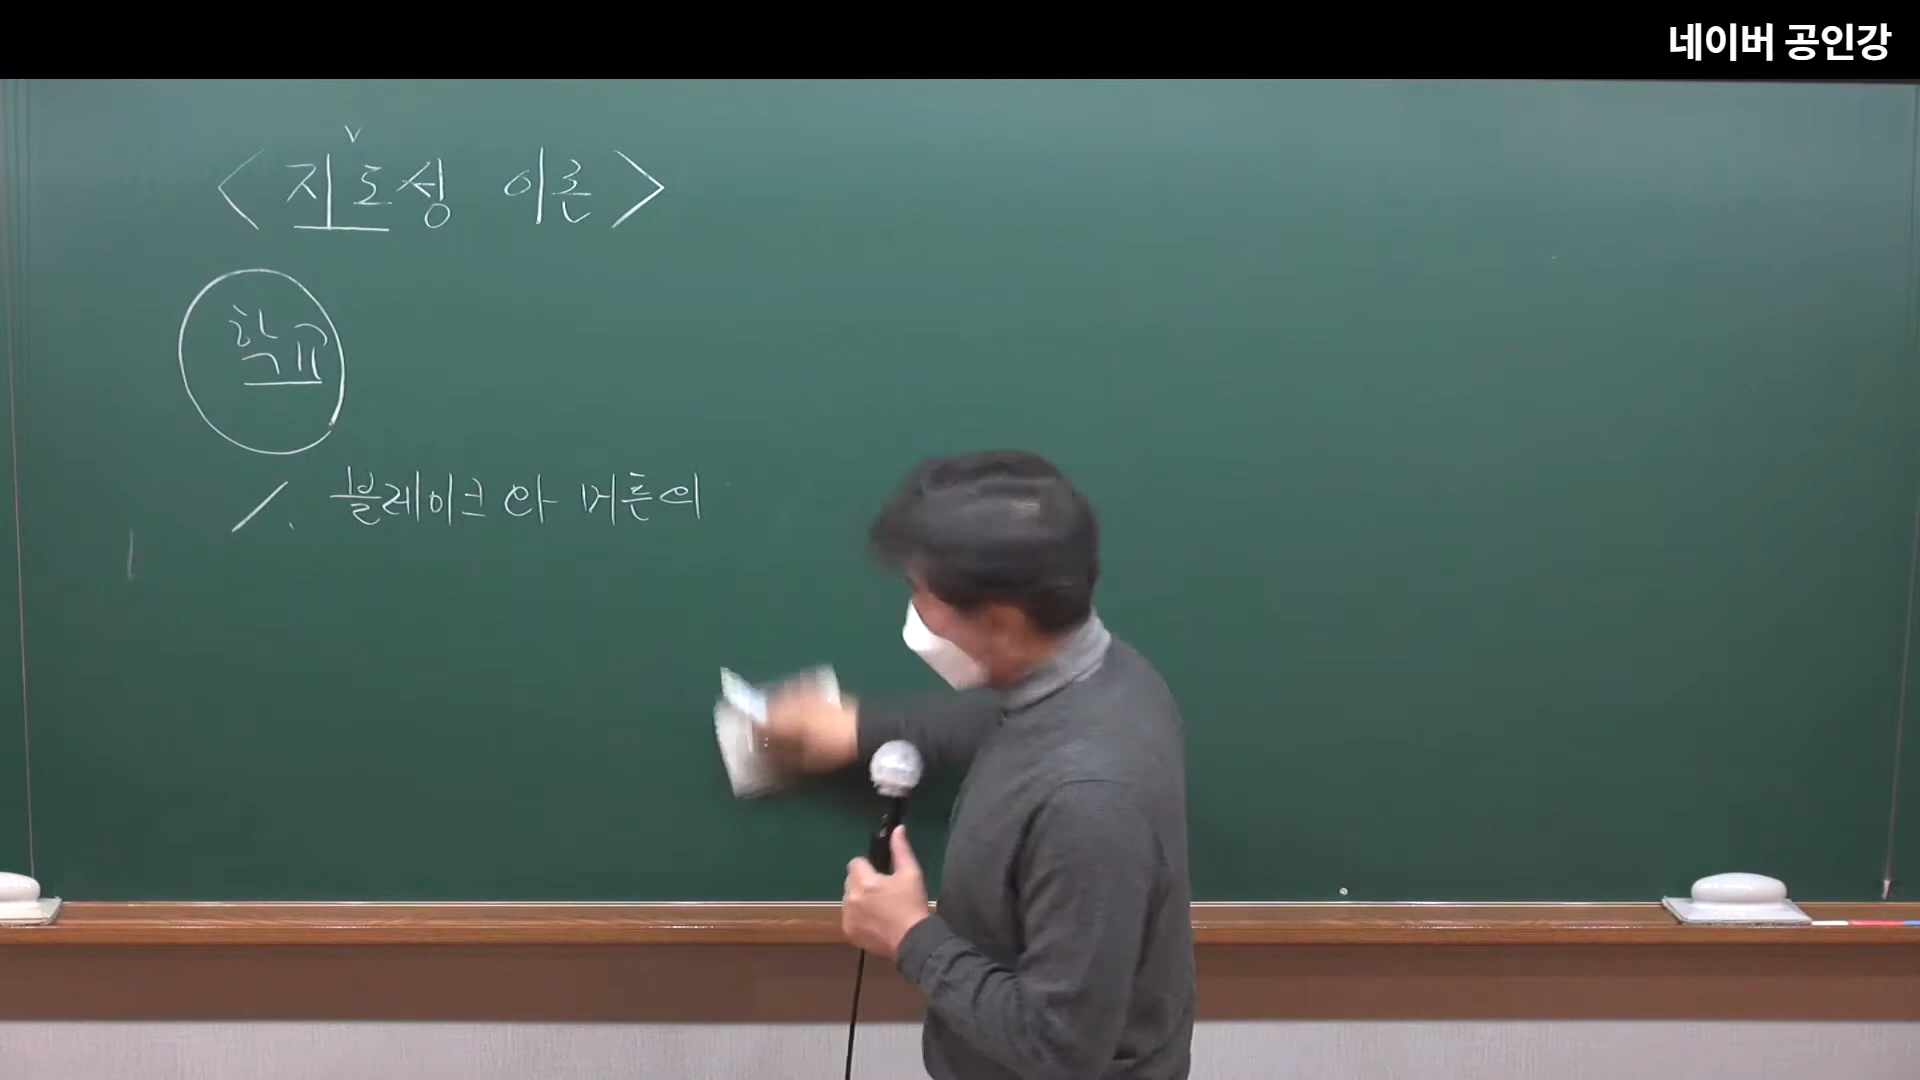 네이버 공인강
< 지도성 이론 >
학교
/. 블레이크와 머튼의